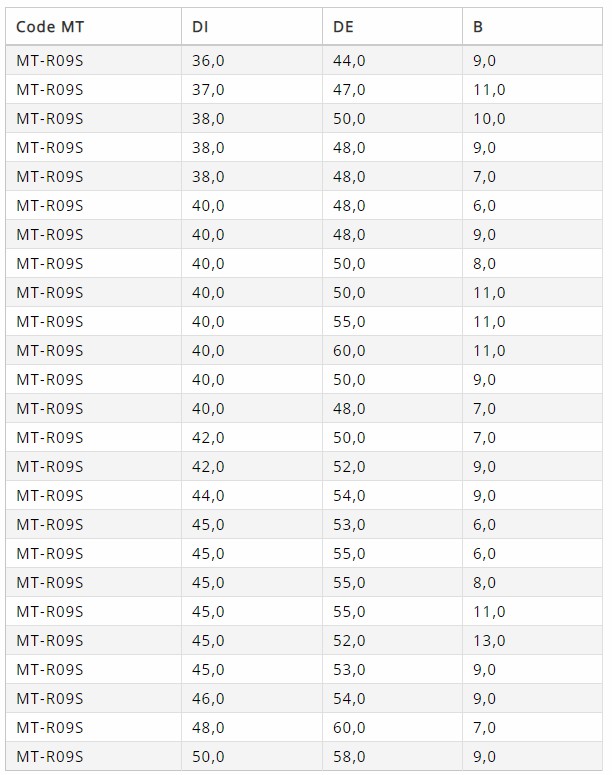 Code MT DI DE B
MT-R09S 36,0 44,0 9,0
MT-R09S 37,0 47,0 11,0
MT-R09S 38,0 50,0 10,0
MT-R09S 38,0 48,0 9,0
MT-R09S 38,0 48,0 7,0
MT-R09S 40,0 48,0 6,0
MT-R09S 40,0 48,0 9,0
MT-R09S 40,0 50,0 8,0
MT-R09S 40,0 50,0 11,0
MT-R09S 40,0 55,0 11,0
MT-R09S 40,0 60,0 11,0
MT-R09S 40,0 50,0 9,0
MT-R09S 40,0 48,0 7,0
MT-R09S 42,0 50,0 7,0
MT-R09S 42,0 52,0 9,0
MT-R09S 44,0 54,0 9,0
MT-R09S 45,0 53,0 6,0
MT-R09S 45,0 55,0 6,0
MT-R09S 45,0 55,0 8,0
MT-R09S 45,0 55,0 11,0
MT-R09S 45,0 52,0 13,0
MT-R09S 45,0 53,0 9,0
MT-R09S 46,0 54,0 9,0
MT-R09S 48,0 60,0 7,0
MT-R09S 50,0 58,0 9,0